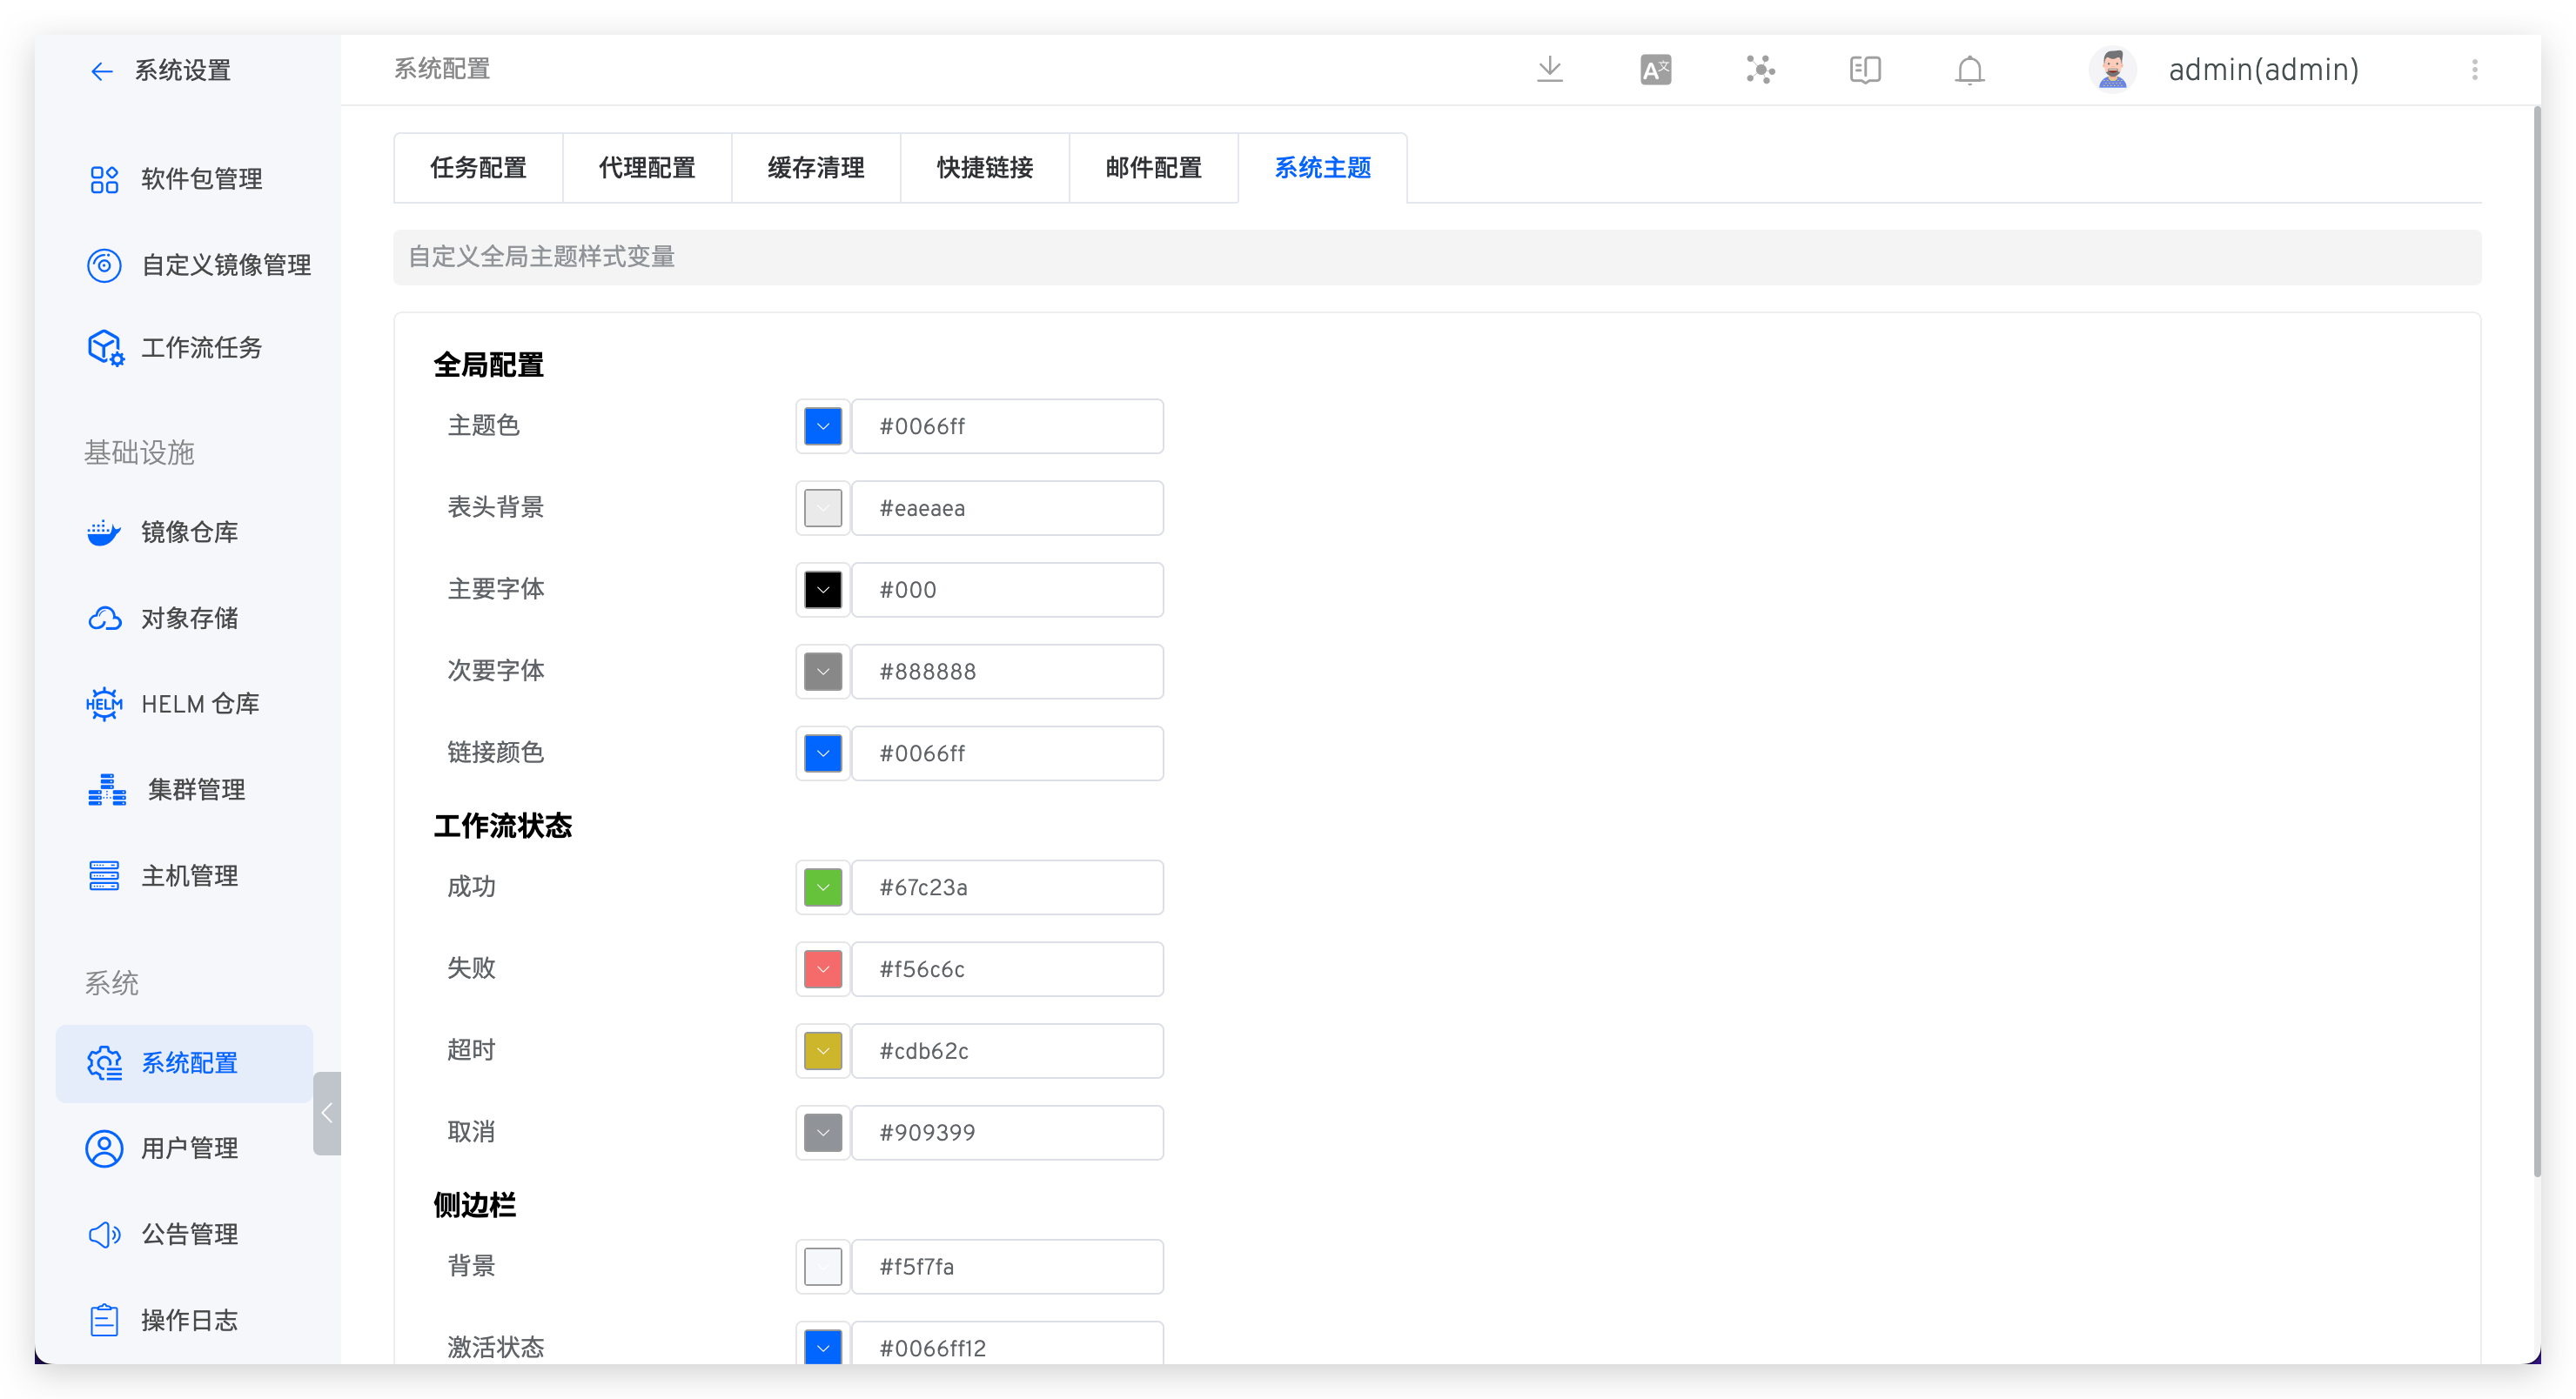 系统设置
软件包管理
自定义镜像管理
工作流任务
基础设施
镜像仓库
对象存储
HELM
HELM 仓库
集群管理
主机管理
系统
系统配置
用户管理
公告管理
操作日志
系统配置
A文
admin(admin)
任务配置
代理配置
缓存清理
快捷链接
邮件配置
系统主题
自定义全局主题样式变量
全局配置
主题色 #0066ff
表头背景 #eaeaea
主要字体 #000
次要字体 #888888
链接颜色 #0066ff
工作流状态
成功 #67c23a
失败 #f56c6c
超时 #cdb62c
取消 #909399
侧边栏
背景 #f5f7fa
激活状态 #0066ff12